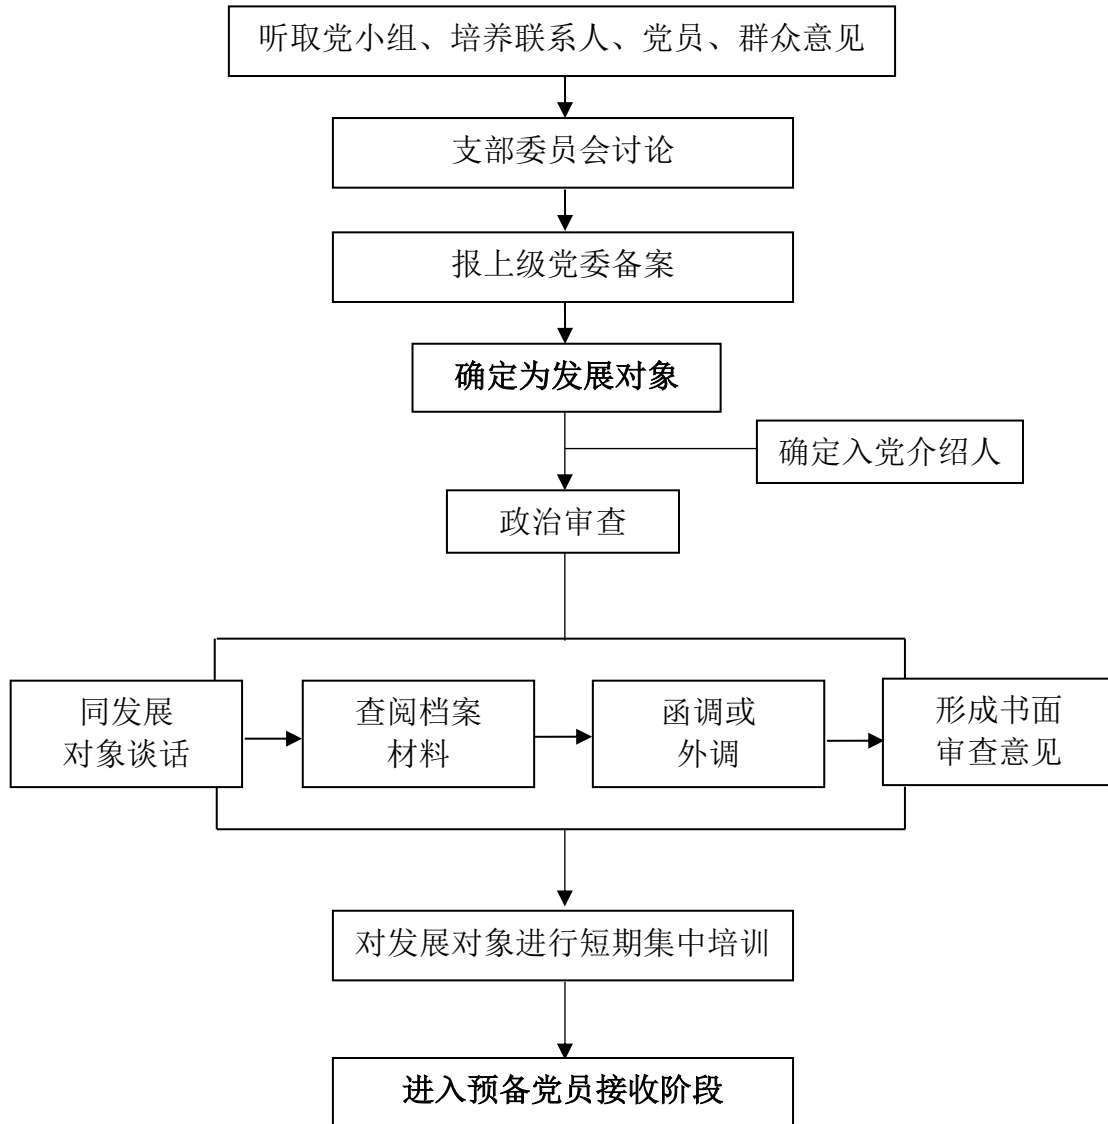 听取党小组、培养联系人、党员、群众意见
支部委员会讨论
报上级党委备案
确定为发展对象
确定入党介绍人
政治审查
同发展
对象谈话
查阅档案
材料
函调或
外调
形成书面
审查意见
对发展对象进行短期集中培训
进入预备党员接收阶段